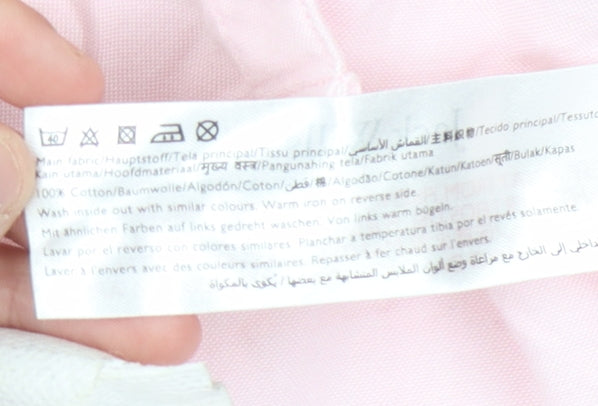 40
Main fabric/Hauptstoff/Tela principal/Tissu principal/القماش الأساسي/主料织物/Tecido principal/Tessuto
Kain utama/Hoofdmateriaal/मुख्य वस्त्र/Pangunahing tela/Fabrik utama
100% Cotton/Baumwolle/Algodón/Coton/قطن/棉/Algodão/Cotone/Katun/Katoen/सूती/Bulak/Kapas
Wash inside out with similar colours. Warm iron on reverse side.
Mit ähnlichen Farben auf links gedreht waschen. Von links warm bügeln.
Lavar por el reverso con colores similares. Planchar a temperatura tibia por el revés solamente.
Laver à l'envers avec des couleurs similaires. Repasser à fer chaud sur l'envers.
إلى الخارج مع مراعاة وضع ألوان الملابس المتشابهة مع بعضها / يُكوى بالمكواة